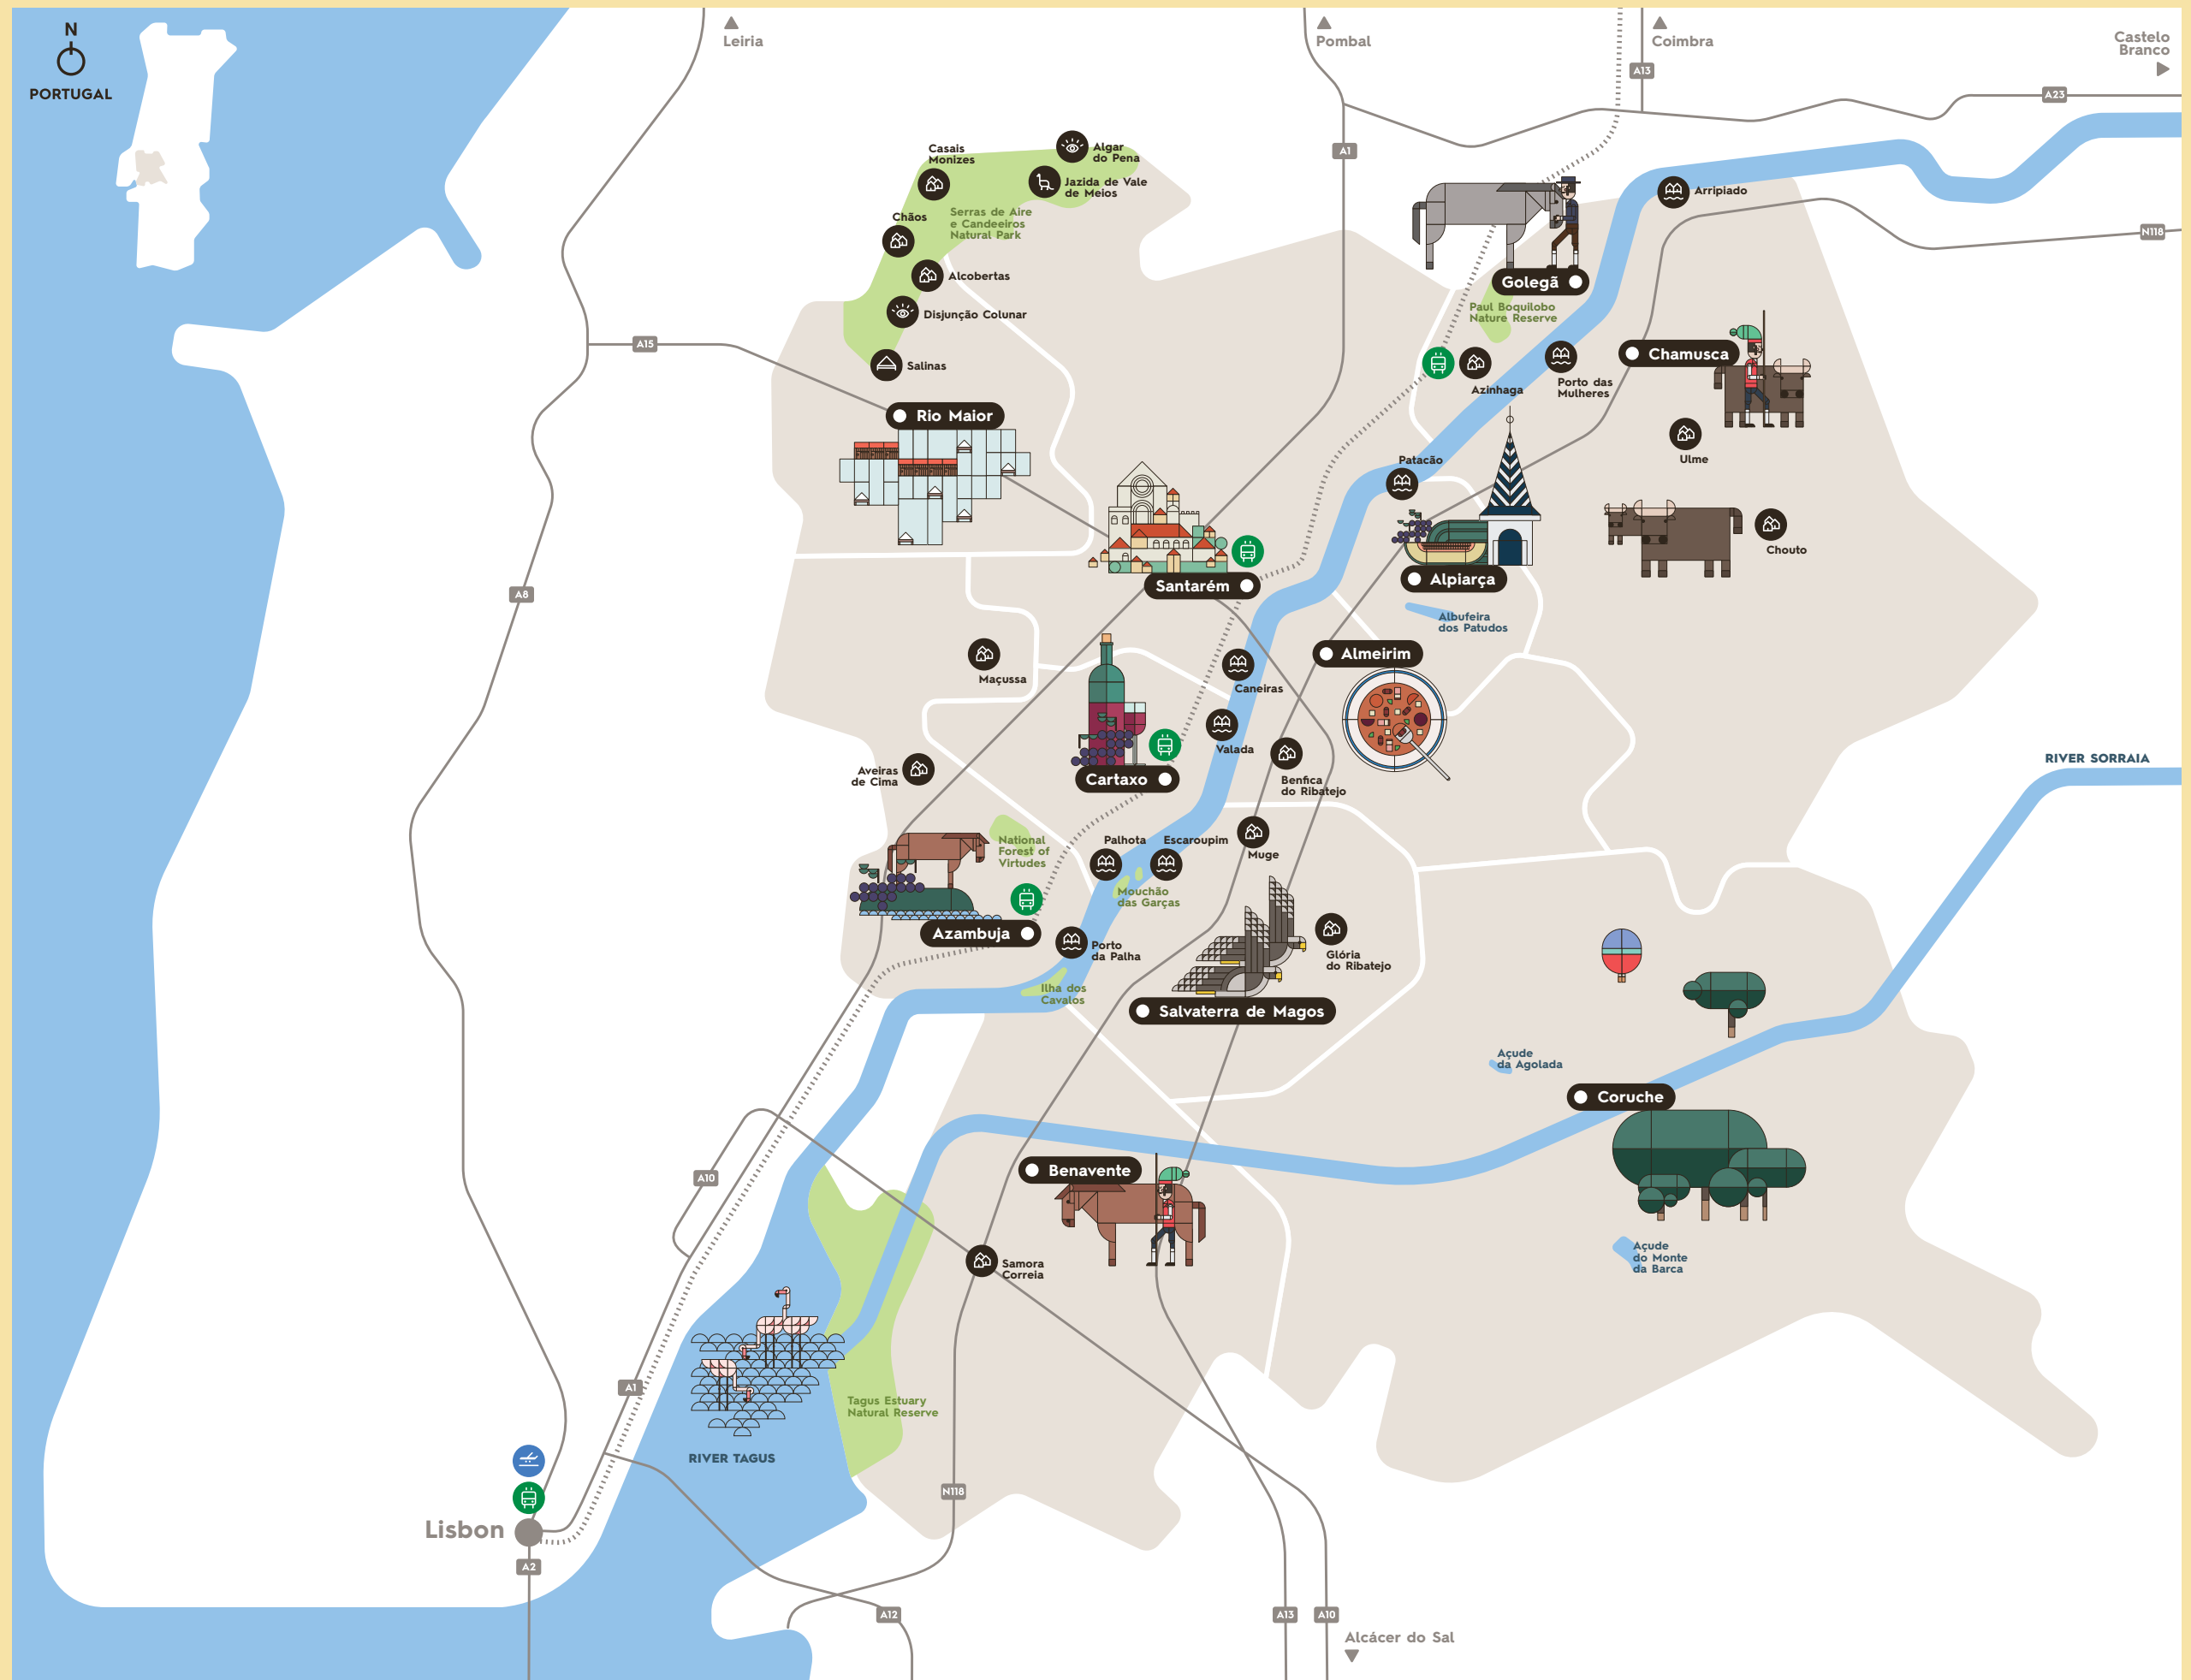 N
PORTUGAL
Leiria
Pombal
Coimbra
Castelo
Branco
A13
A23
A1
N118
Casais
Monizes
Algar
do Pena
Jazida de Vale
de Meios
Serras de Aire
e Candeeiros
Natural Park
Chãos
Alcobertas
Disjunção Colunar
Salinas
Arripiado
Golegã
Paul Boquilobo
Nature Reserve
A15
Rio Maior
Azinhaga
Porto das
Mulheres
Chamusca
Ulme
Patacão
Chouto
A8
Santarém
Alpiarça
Albufeira
dos Patudos
Maçussa
Caneiras
Almeirim
Valada
Cartaxo
Benfica
do Ribatejo
Aveiras
de Cima
RIVER SORRAIA
National
Forest of
Virtudes
Palhota
Escaroupim
Muge
Mouchão
das Garças
Azambuja
Porto
da Palha
Glória
do Ribatejo
Ilha dos
Cavalos
Salvaterra de Magos
Açude
da Agolada
Coruche
A10
Benavente
Samora
Correia
Açude
do Monte
da Barca
A1
Tagus Estuary
Natural Reserve
RIVER TAGUS
N118
Lisbon
A2
A12
A13
A10
Alcácer do Sal